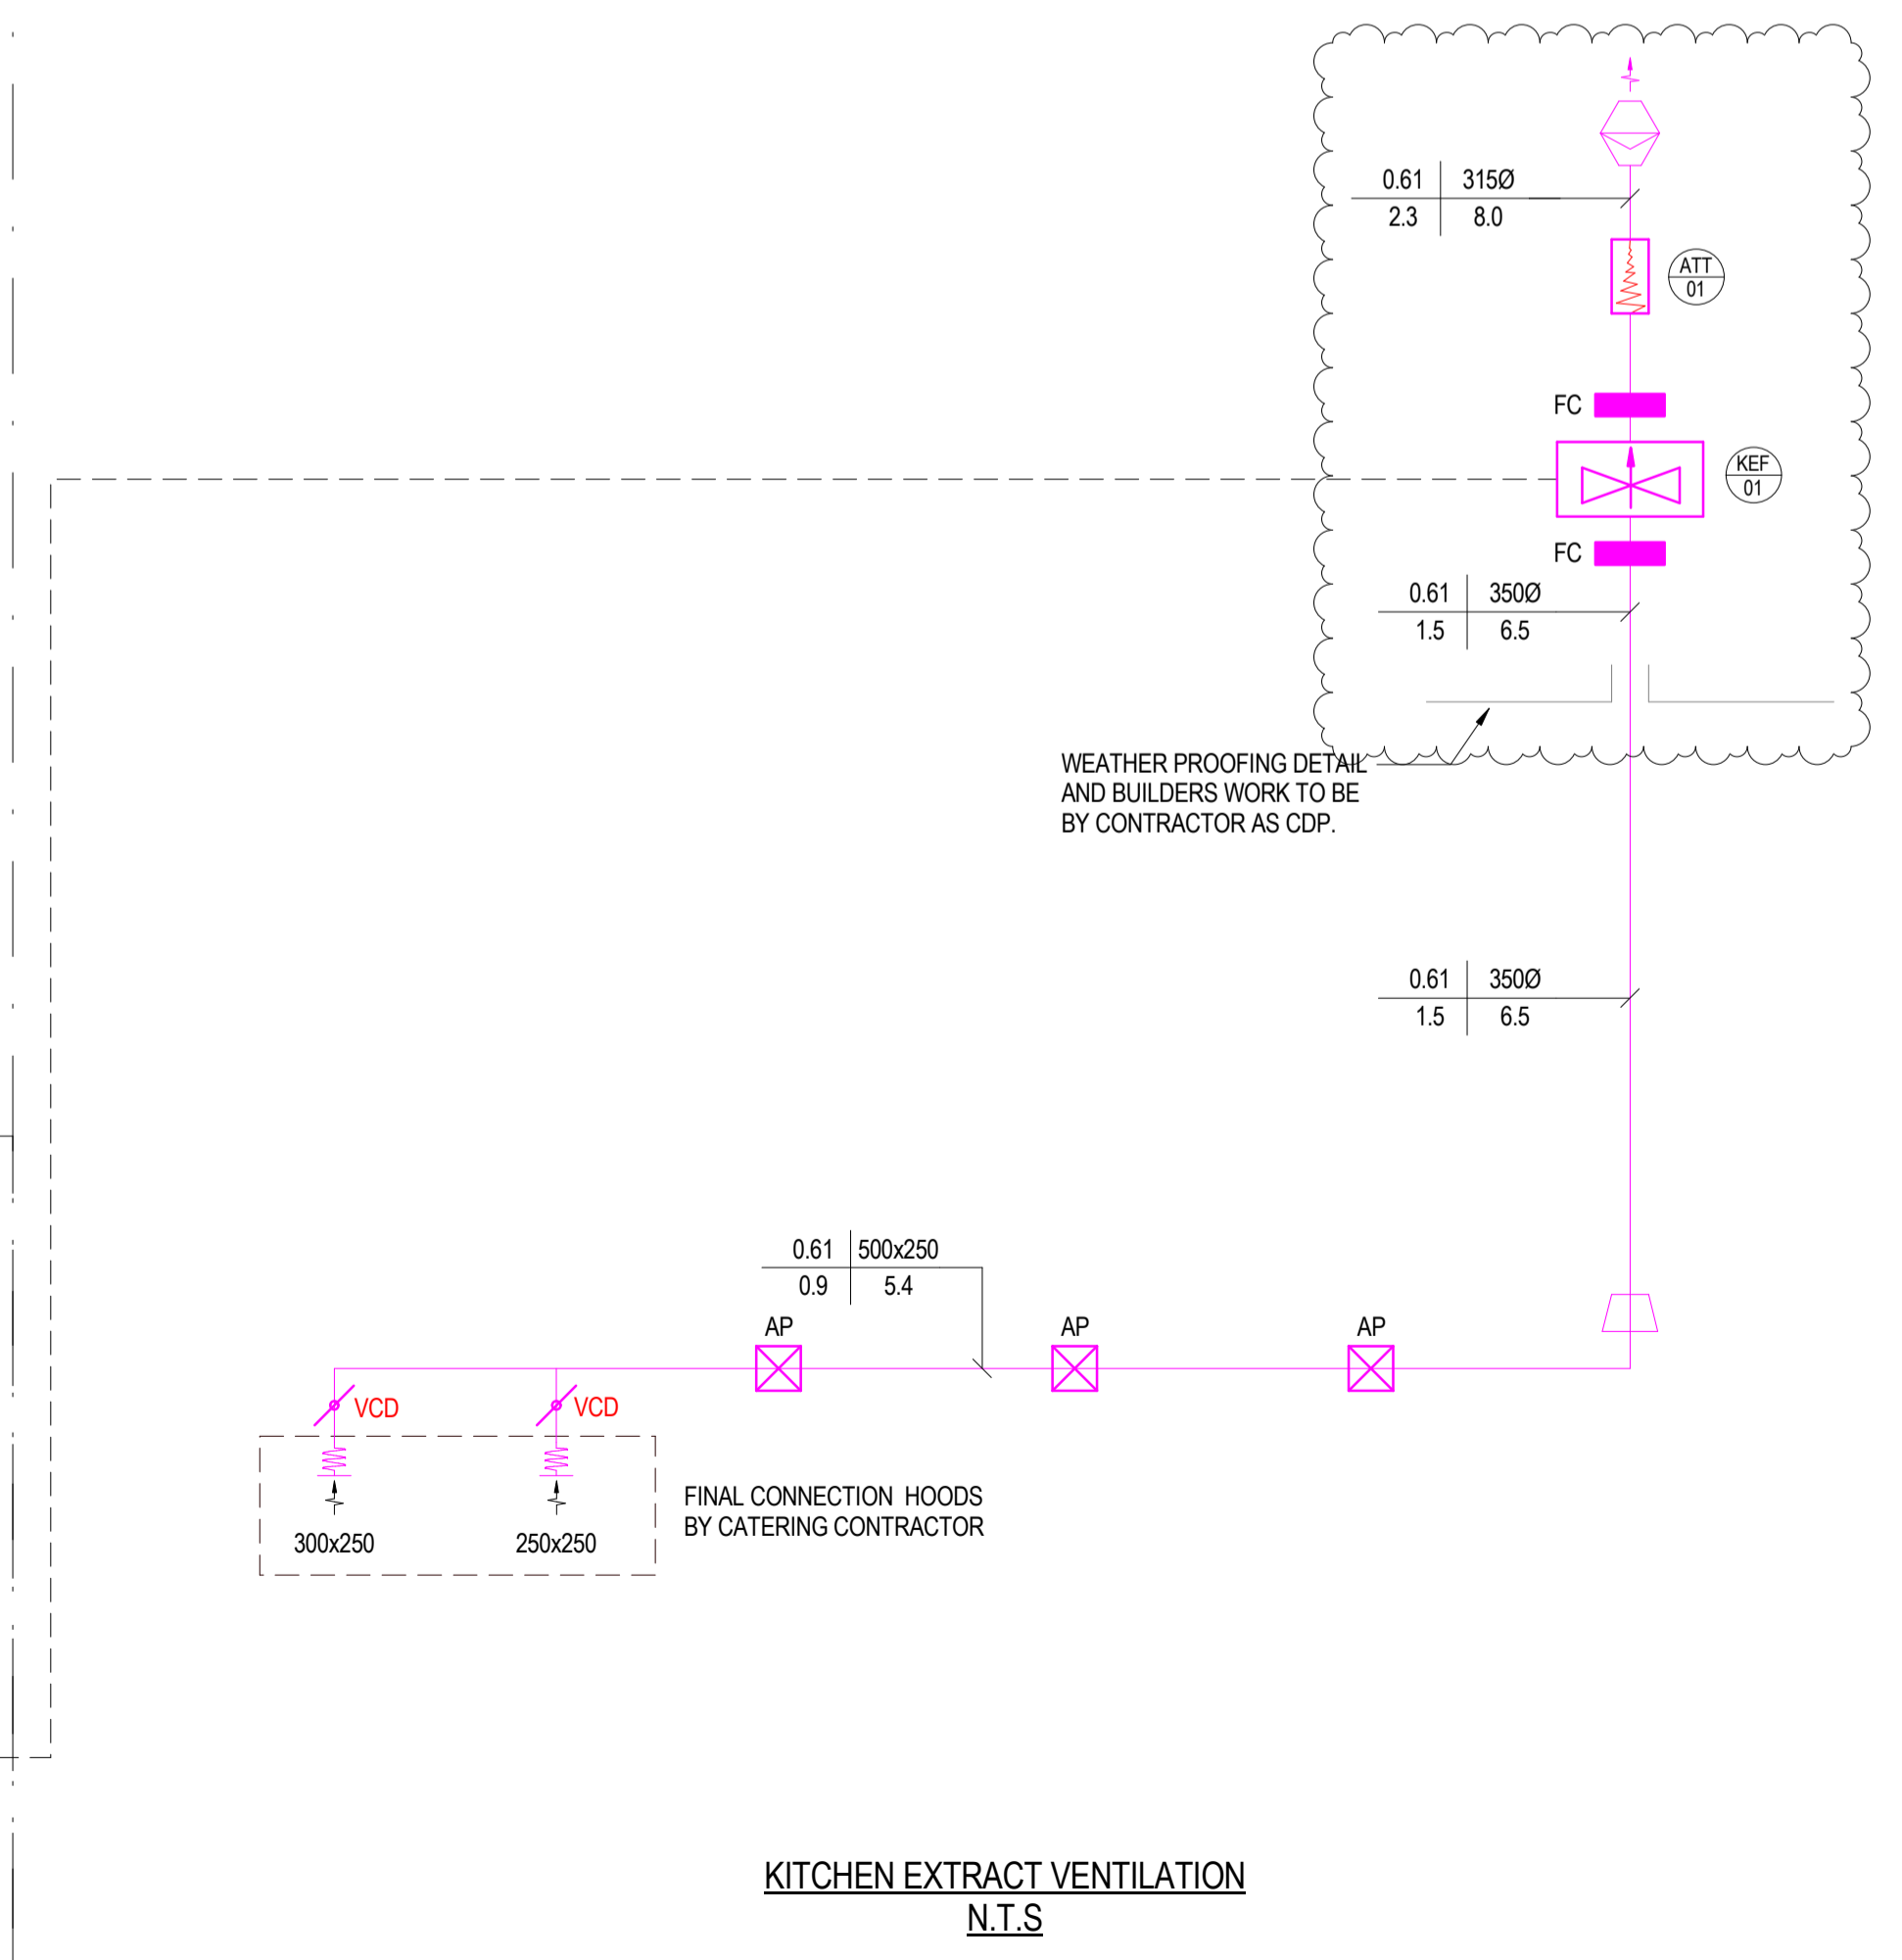 0.61 315Ø
2.3 8.0
ATT
01
FC
KEF
01
FC
0.61 350Ø
1.5 6.5
WEATHER PROOFING DETAIL
AND BUILDERS WORK TO BE
BY CONTRACTOR AS CDP.
0.61 350Ø
1.5 6.5
0.61 500x250
0.9 5.4
AP AP AP
VCD VCD
FINAL CONNECTION HOODS
BY CATERING CONTRACTOR
300x250 250x250
KITCHEN EXTRACT VENTILATION
N.T.S